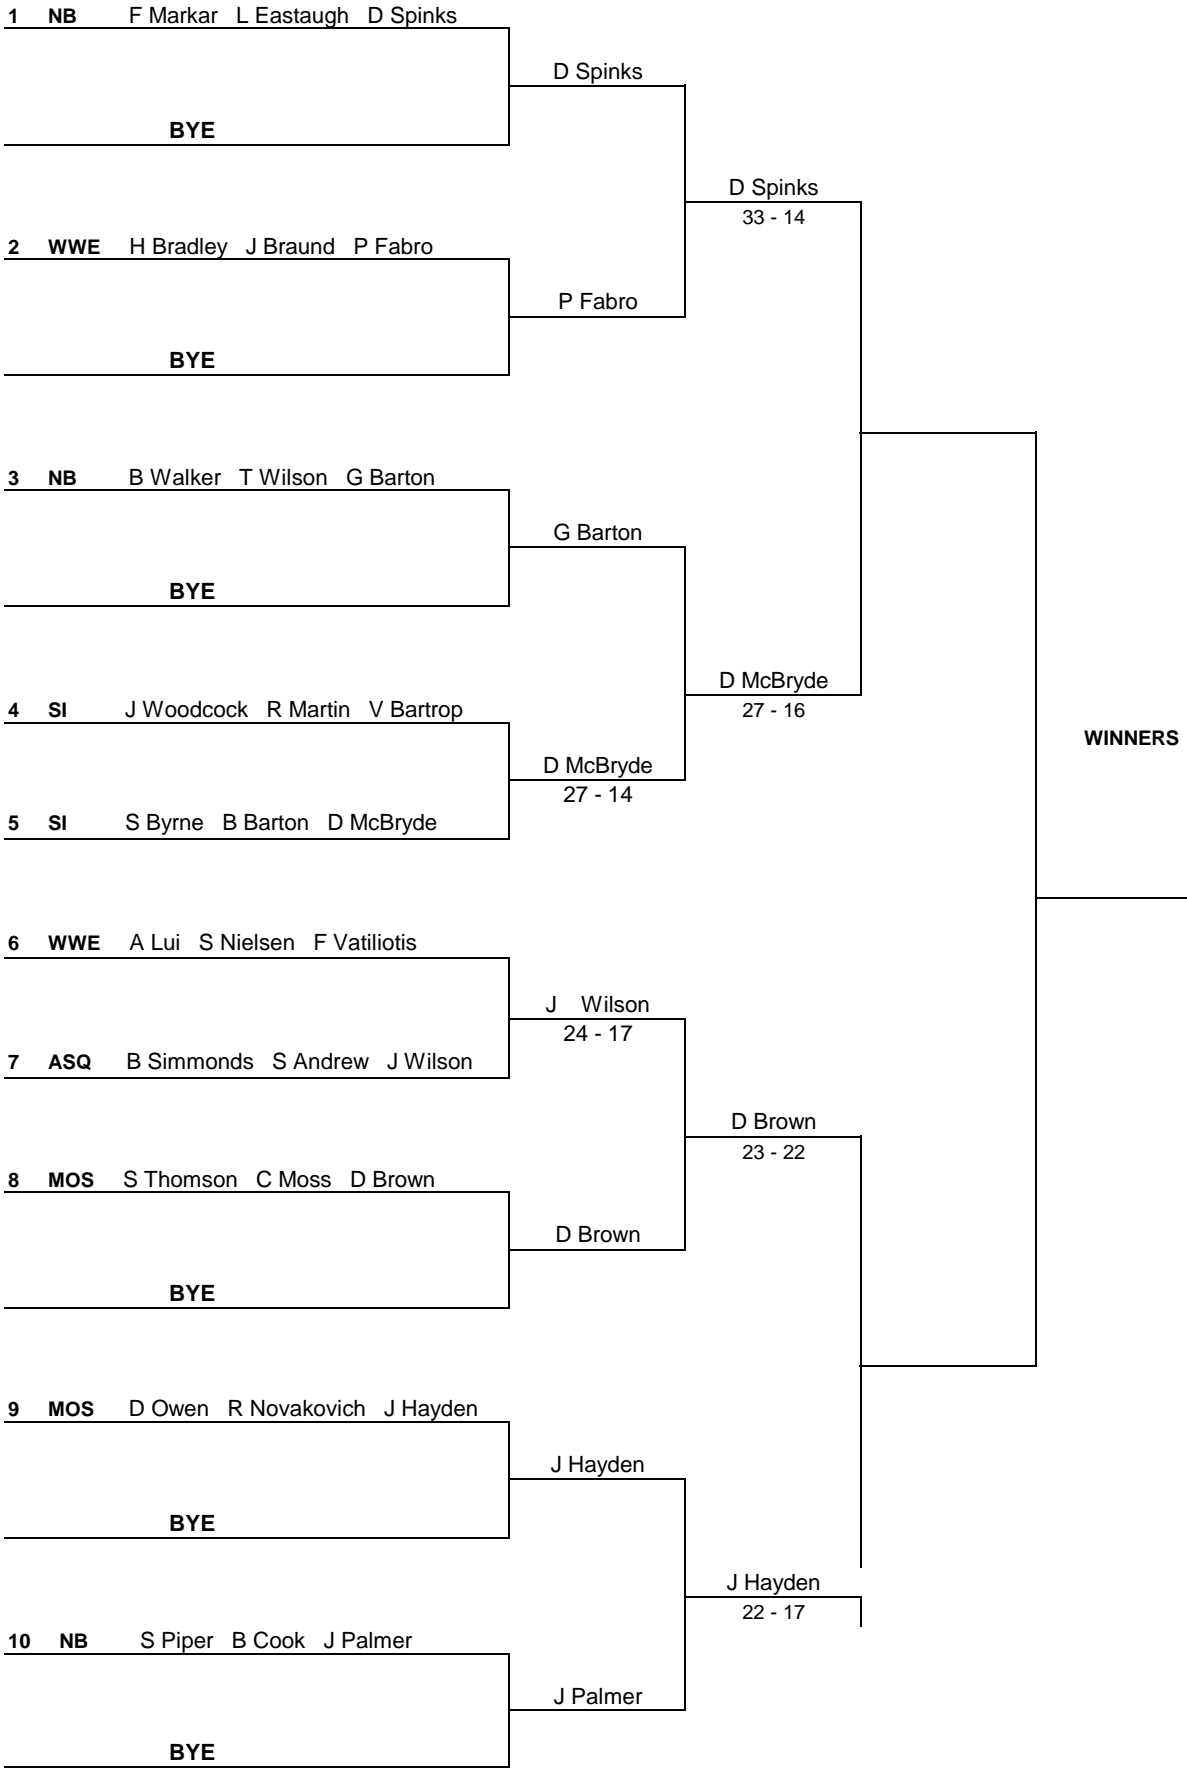 1 NB F Markar L Eastaugh D Spinks
D Spinks
BYE
D Spinks
33 - 14
2 WWE H Bradley J Braund P Fabro
P Fabro
BYE
3 NB B Walker T Wilson G Barton
G Barton
BYE
D McBryde
27 - 16
4 SI J Woodcock R Martin V Bartrop
WINNERS
D McBryde
27 - 14
5 SI S Byrne B Barton D McBryde
6 WWE A Lui S Nielsen F Vatiliotis
J Wilson
24 - 17
7 ASQ B Simmonds S Andrew J Wilson
D Brown
23 - 22
8 MOS S Thomson C Moss D Brown
D Brown
BYE
9 MOS D Owen R Novakovich J Hayden
J Hayden
BYE
J Hayden
22 - 17
10 NB S Piper B Cook J Palmer
J Palmer
BYE